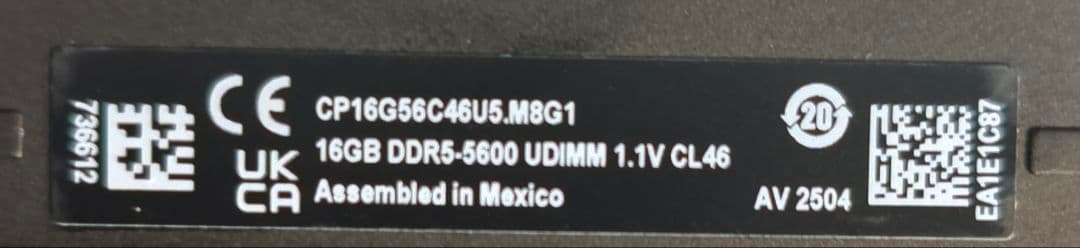 736612
CE
UK
CA
CP16G56C46U5.M8G1
16GB DDR5-5600 UDIMM 1.1V CL46
Assembled in Mexico
20
AV 2504
EA1E1C87